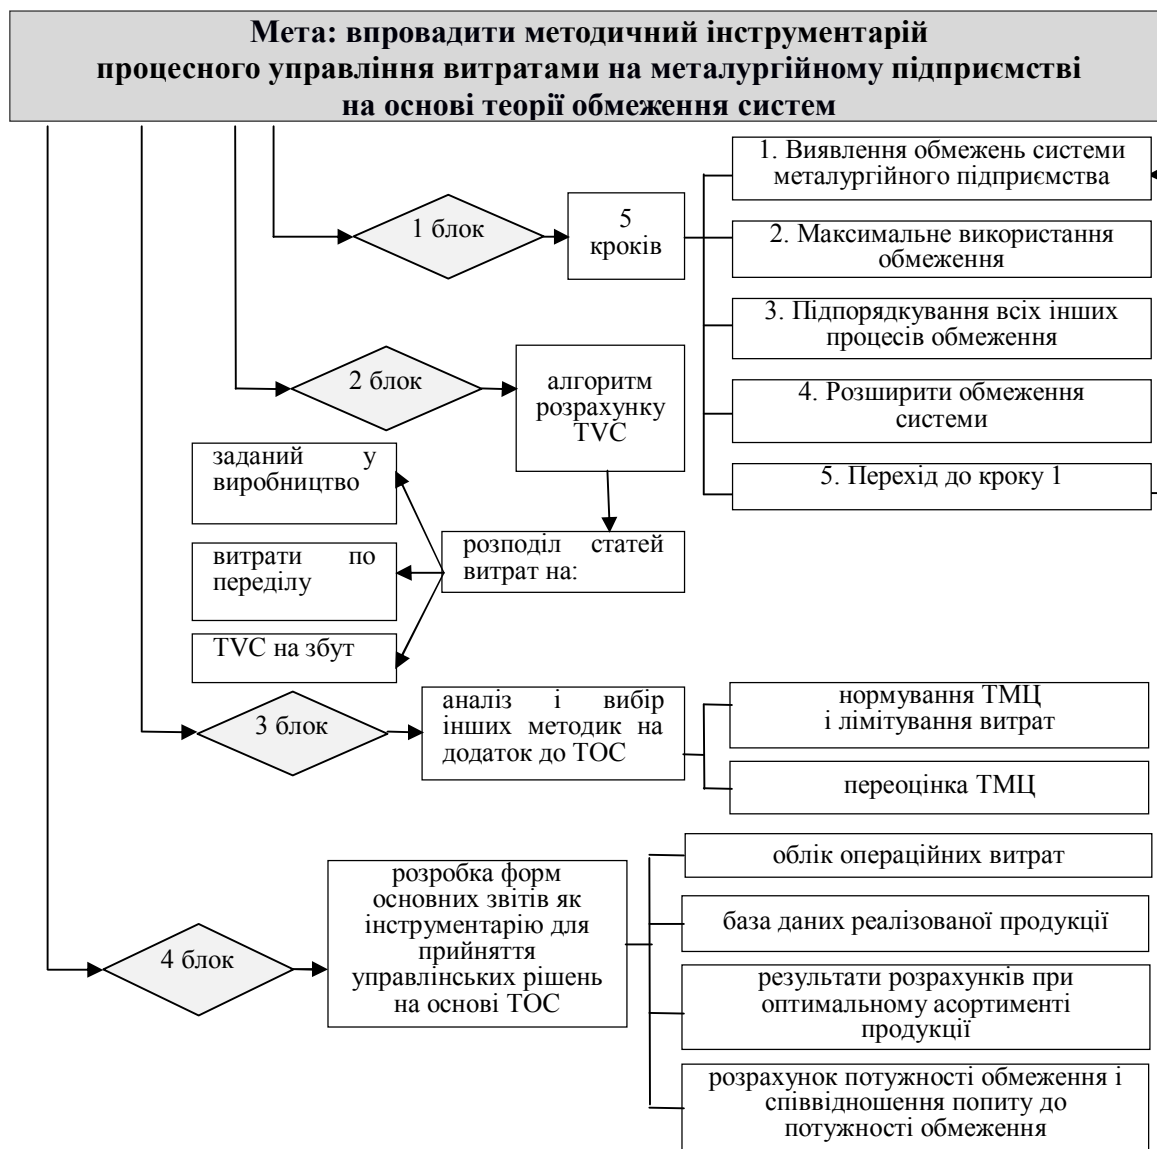 Мета: впровадити методичний інструментарій
процесного управління витратами на металургійному підприємстві
на основі теорії обмеження систем
1 блок
5
кроків
1. Виявлення обмежень системи
металургійного підприємства
2. Максимальне використання
обмеження
3. Підпорядкування всіх інших
процесів обмеження
4. Розширити обмеження
системи
5. Перехід до кроку 1
2 блок
алгоритм
розрахунку
TVC
розподіл статей
витрат на:
заданий у
виробництво
витрати по
переділу
TVC на збут
3 блок
аналіз і вибір
інших методик на
додаток до ТОС
нормування ТМЦ
і лімітування витрат
переоцінка ТМЦ
4 блок
розробка форм
основних звітів як
інструментарію для
прийняття
управлінських рішень
на основі ТОС
облік операційних витрат
база даних реалізованої продукції
результати розрахунків при
оптимальному асортименті
продукції
розрахунок потужності обмеження і
співвідношення попиту до
потужності обмеження